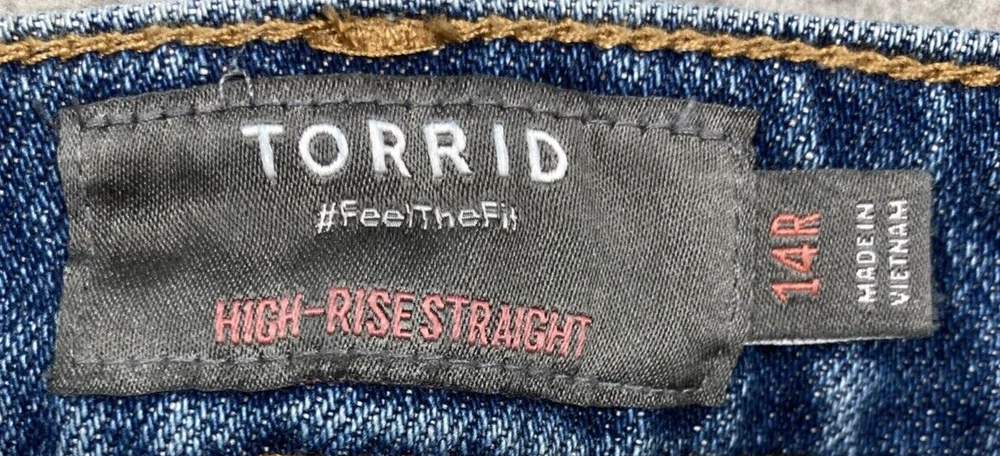 TORRID
#FeelTheFit
HIGH-RISE STRAIGHT
14R
MADE IN
VIETNAM